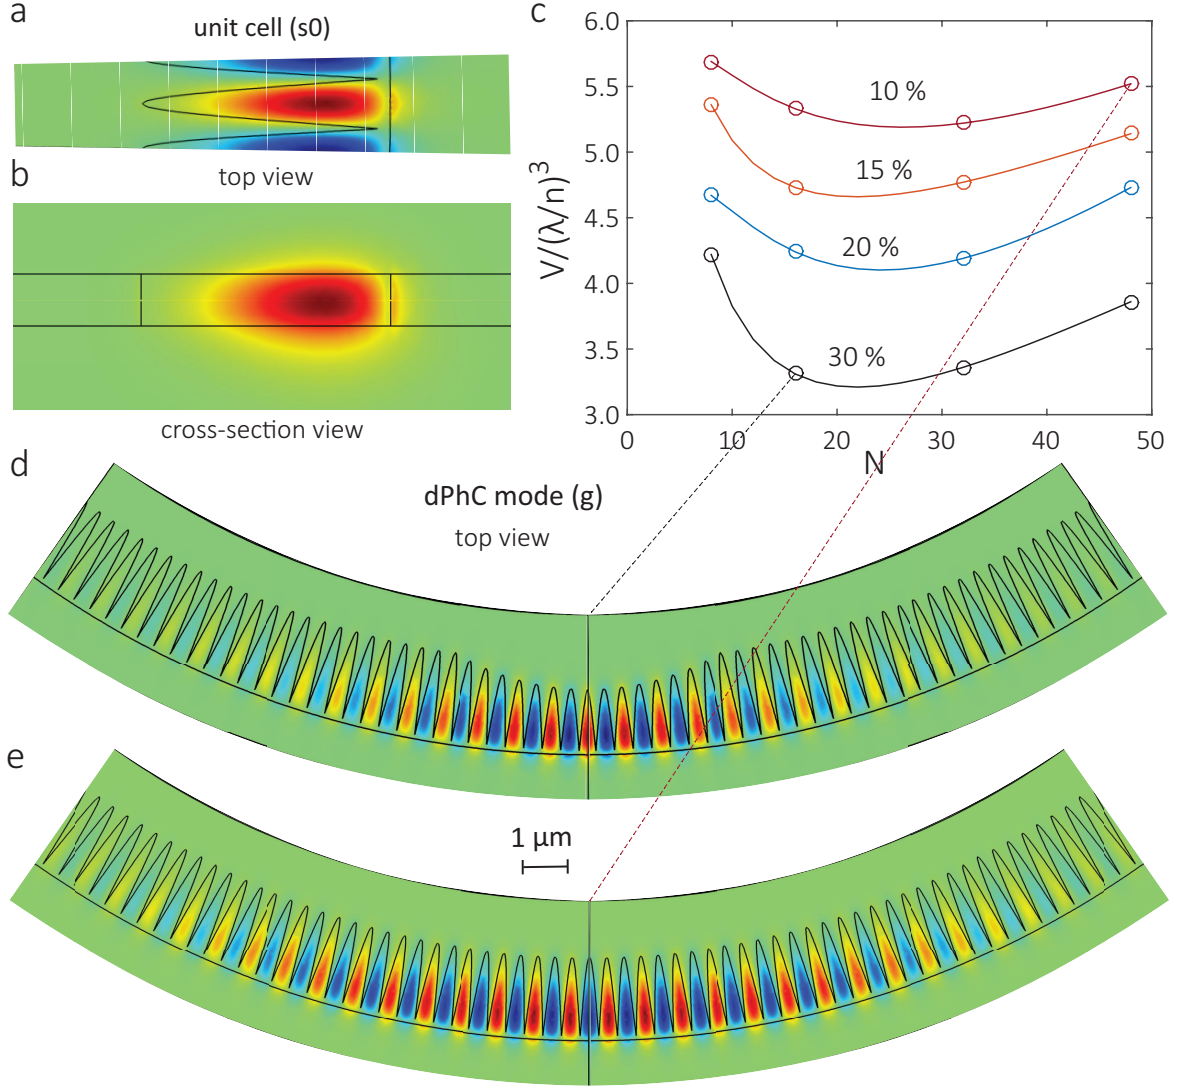 a
unit cell (s0)
top view
b
cross-section view
c
V/(λ/n)³
6.0
5.5
5.0
4.5
4.0
3.5
3.0
10 %
15 %
20 %
30 %
0 10 20 30 40 50
N
d
dPhC mode (g)
top view
e
1 µm